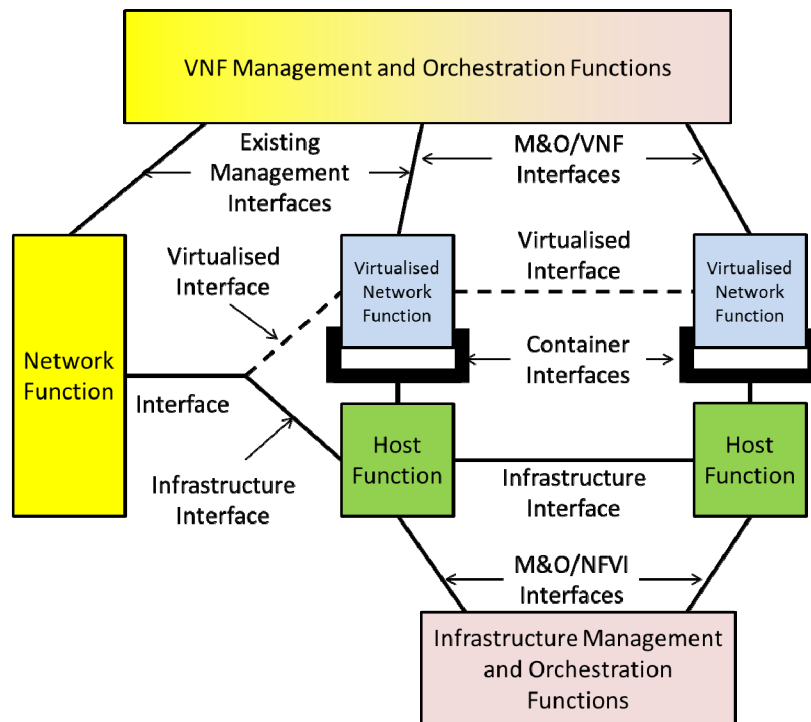 VNF Management and Orchestration Functions
Existing
Management
Interfaces
M&O/VNF
Interfaces
Virtualised
Interface
Virtualised
Network
Function
Virtualised
Interface
Virtualised
Network
Function
Network
Function
Interface
Container
Interfaces
Infrastructure
Interface
Host
Function
Infrastructure
Interface
Host
Function
M&O/NFVI
Interfaces
Infrastructure Management
and Orchestration
Functions